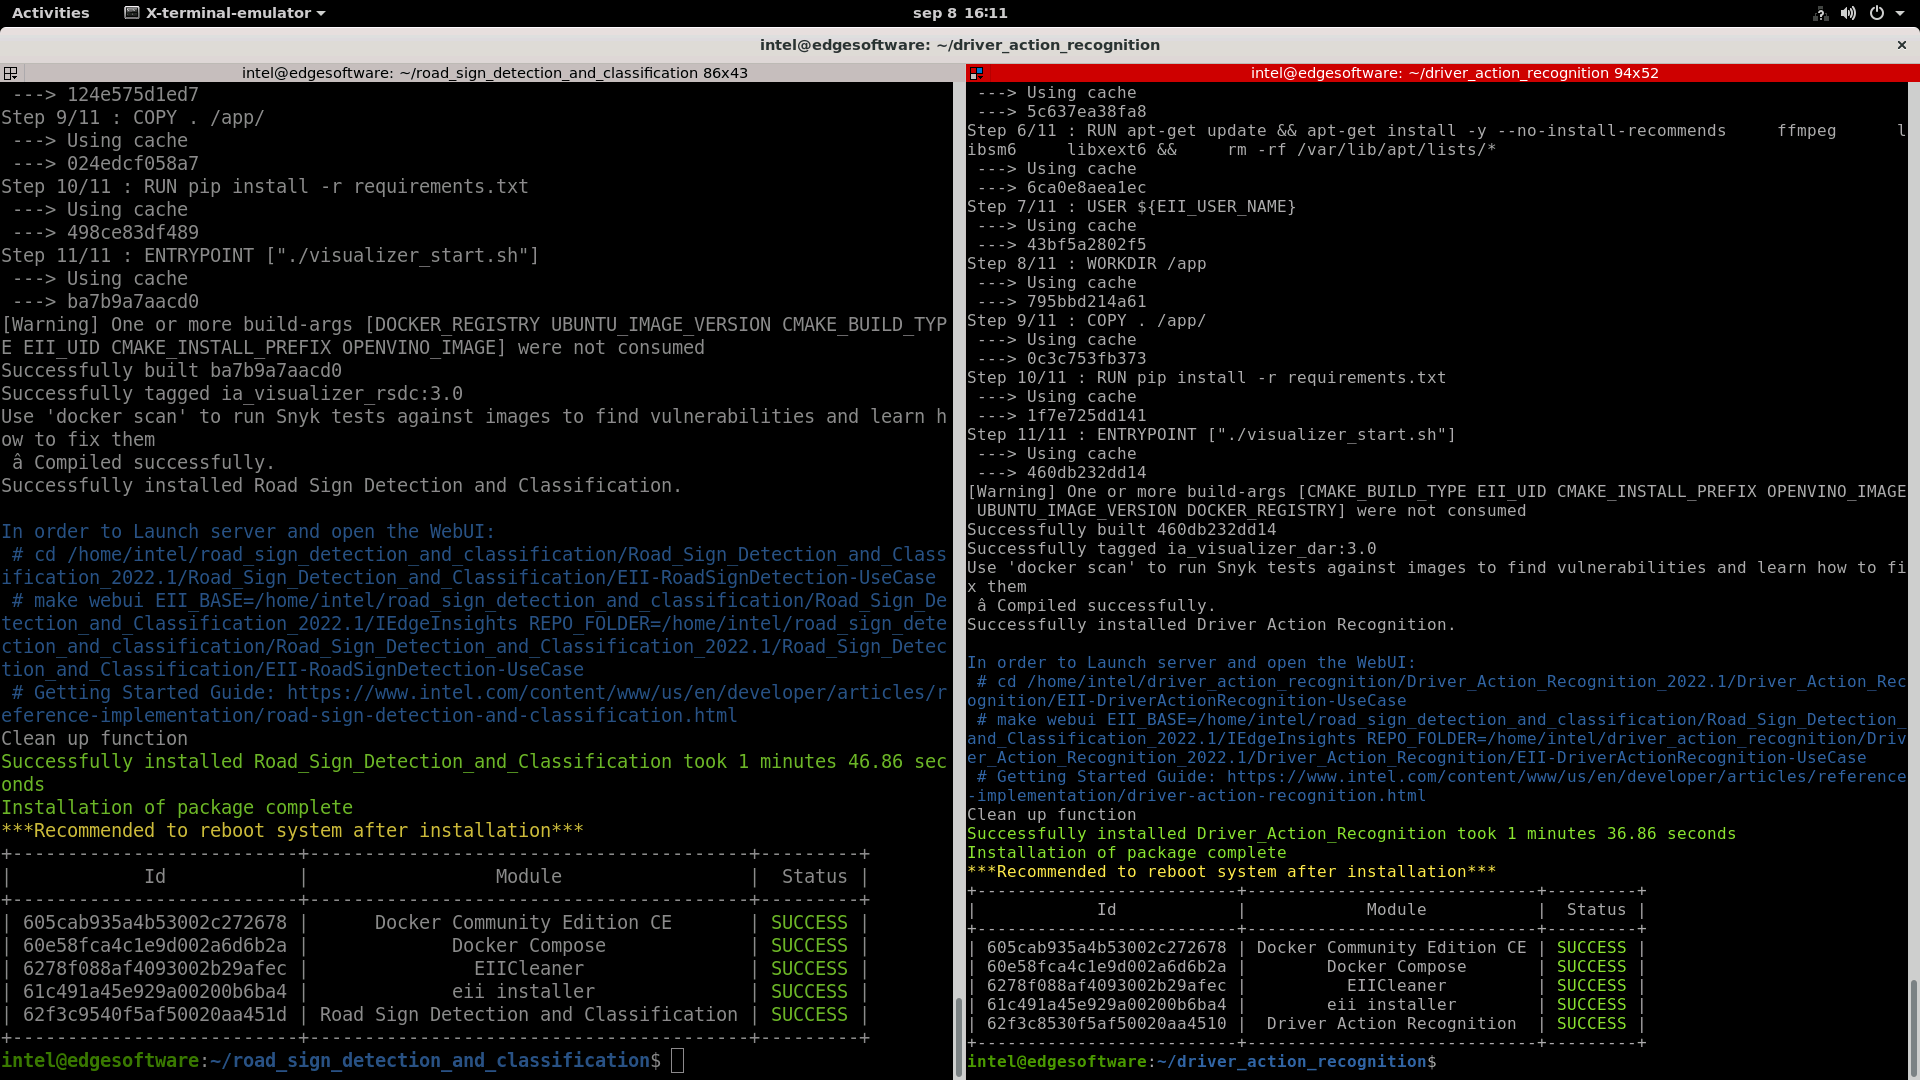 Activities
X-terminal-emulator
sep 8 16:11
intel@edgesoftware: ~/driver_action_recognition
intel@edgesoftware: ~/road_sign_detection_and_classification 86x43
 ---> 124e575d1ed7
Step 9/11 : COPY . /app/
 ---> Using cache
 ---> 024edcf058a7
Step 10/11 : RUN pip install -r requirements.txt
 ---> Using cache
 ---> 498ce83df489
Step 11/11 : ENTRYPOINT ["./visualizer_start.sh"]
 ---> Using cache
 ---> ba7b9a7aacd0
[Warning] One or more build-args [DOCKER_REGISTRY UBUNTU_IMAGE_VERSION CMAKE_BUILD_TYP
E EII_UID CMAKE_INSTALL_PREFIX OPENVINO_IMAGE] were not consumed
Successfully built ba7b9a7aacd0
Successfully tagged ia_visualizer_rsdc:3.0
Use 'docker scan' to run Snyk tests against images to find vulnerabilities and learn h
ow to fix them
 â Compiled successfully.
Successfully installed Road Sign Detection and Classification.
In order to Launch server and open the WebUI:
 # cd /home/intel/road_sign_detection_and_classification/Road_Sign_Detection_and_Class
ification_2022.1/Road_Sign_Detection_and_Classification/EII-RoadSignDetection-UseCase
 # make webui EII_BASE=/home/intel/road_sign_detection_and_classification/Road_Sign_De
tection_and_Classification_2022.1/IEdgeInsights REPO_FOLDER=/home/intel/road_sign_dete
ction_and_classification/Road_Sign_Detection_and_Classification_2022.1/Road_Sign_Detec
tion_and_Classification/EII-RoadSignDetection-UseCase
 # Getting Started Guide: https://www.intel.com/content/www/us/en/developer/articles/r
eference-implementation/road-sign-detection-and-classification.html
Clean up function
Successfully installed Road_Sign_Detection_and_Classification took 1 minutes 46.86 sec
onds
Installation of package complete
***Recommended to reboot system after installation***
+--------------------------+----------------------------------------+---------+
| Id | Module | Status |
+--------------------------+----------------------------------------+---------+
| 605cab935a4b53002c272678 | Docker Community Edition CE | SUCCESS |
| 60e58fca4c1e9d002a6d6b2a | Docker Compose | SUCCESS |
| 6278f088af4093002b29afec | EIICleaner | SUCCESS |
| 61c491a45e929a00200b6ba4 | eii installer | SUCCESS |
| 62f3c9540f5af50020aa451d | Road Sign Detection and Classification | SUCCESS |
+--------------------------+----------------------------------------+---------+
intel@edgesoftware:~/road_sign_detection_and_classification$
intel@edgesoftware: ~/driver_action_recognition 94x52
 ---> Using cache
 ---> 5c637ea38fa8
Step 6/11 : RUN apt-get update && apt-get install -y --no-install-recommends     ffmpeg      l
ibsm6     libxext6 &&     rm -rf /var/lib/apt/lists/*
 ---> Using cache
 ---> 6ca0e8aea1ec
Step 7/11 : USER ${EII_USER_NAME}
 ---> Using cache
 ---> 43bf5a2802f5
Step 8/11 : WORKDIR /app
 ---> Using cache
 ---> 795bbd214a61
Step 9/11 : COPY . /app/
 ---> Using cache
 ---> 0c3c753fb373
Step 10/11 : RUN pip install -r requirements.txt
 ---> Using cache
 ---> 1f7e725dd141
Step 11/11 : ENTRYPOINT ["./visualizer_start.sh"]
 ---> Using cache
 ---> 460db232dd14
[Warning] One or more build-args [CMAKE_BUILD_TYPE EII_UID CMAKE_INSTALL_PREFIX OPENVINO_IMAGE
 UBUNTU_IMAGE_VERSION DOCKER_REGISTRY] were not consumed
Successfully built 460db232dd14
Successfully tagged ia_visualizer_dar:3.0
Use 'docker scan' to run Snyk tests against images to find vulnerabilities and learn how to fi
x them
 â Compiled successfully.
Successfully installed Driver Action Recognition.
In order to Launch server and open the WebUI:
 # cd /home/intel/driver_action_recognition/Driver_Action_Recognition_2022.1/Driver_Action_Rec
ognition/EII-DriverActionRecognition-UseCase
 # make webui EII_BASE=/home/intel/road_sign_detection_and_classification/Road_Sign_Detection_
and_Classification_2022.1/IEdgeInsights REPO_FOLDER=/home/intel/driver_action_recognition/Driv
er_Action_Recognition_2022.1/Driver_Action_Recognition/EII-DriverActionRecognition-UseCase
 # Getting Started Guide: https://www.intel.com/content/www/us/en/developer/articles/reference
-implementation/driver-action-recognition.html
Clean up function
Successfully installed Driver_Action_Recognition took 1 minutes 36.86 seconds
Installation of package complete
***Recommended to reboot system after installation***
+--------------------------+-----------------------------+---------+
| Id | Module | Status |
+--------------------------+-----------------------------+---------+
| 605cab935a4b53002c272678 | Docker Community Edition CE | SUCCESS |
| 60e58fca4c1e9d002a6d6b2a | Docker Compose | SUCCESS |
| 6278f088af4093002b29afec | EIICleaner | SUCCESS |
| 61c491a45e929a00200b6ba4 | eii installer | SUCCESS |
| 62f3c8530f5af50020aa4510 | Driver Action Recognition | SUCCESS |
+--------------------------+-----------------------------+---------+
intel@edgesoftware:~/driver_action_recognition$